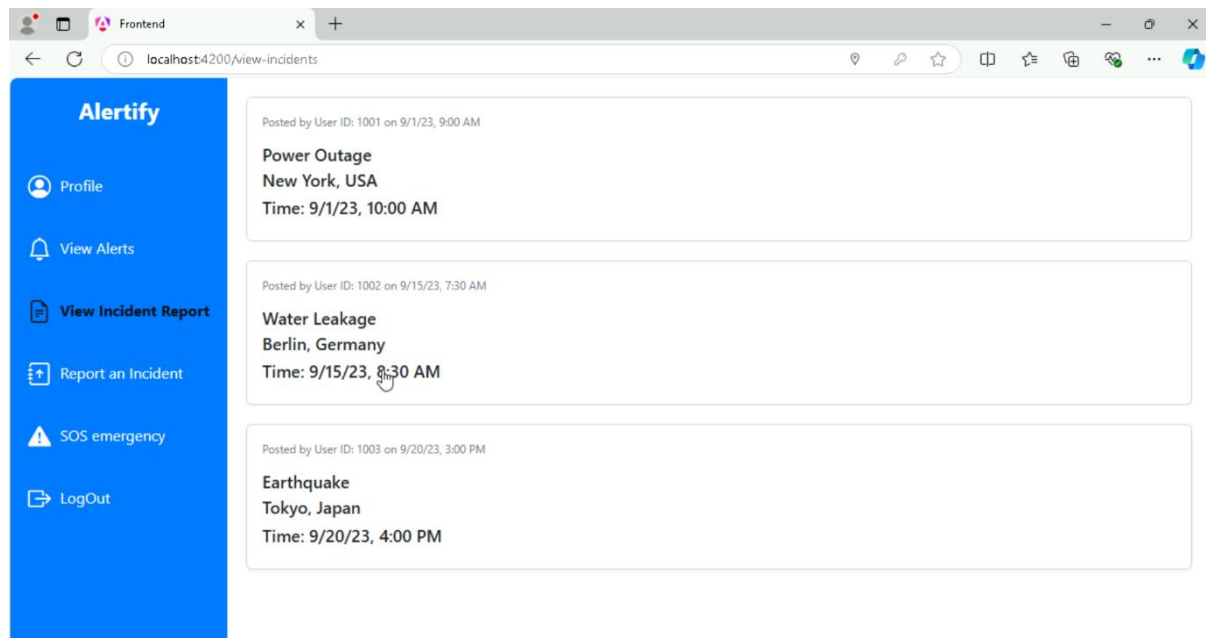 Frontend
localhost:4200/view-incidents
Alertify
Profile
View Alerts
View Incident Report
Report an Incident
SOS emergency
LogOut
Posted by User ID: 1001 on 9/1/23, 9:00 AM
Power Outage
New York, USA
Time: 9/1/23, 10:00 AM
Posted by User ID: 1002 on 9/15/23, 7:30 AM
Water Leakage
Berlin, Germany
Time: 9/15/23, 8:30 AM
Posted by User ID: 1003 on 9/20/23, 3:00 PM
Earthquake
Tokyo, Japan
Time: 9/20/23, 4:00 PM